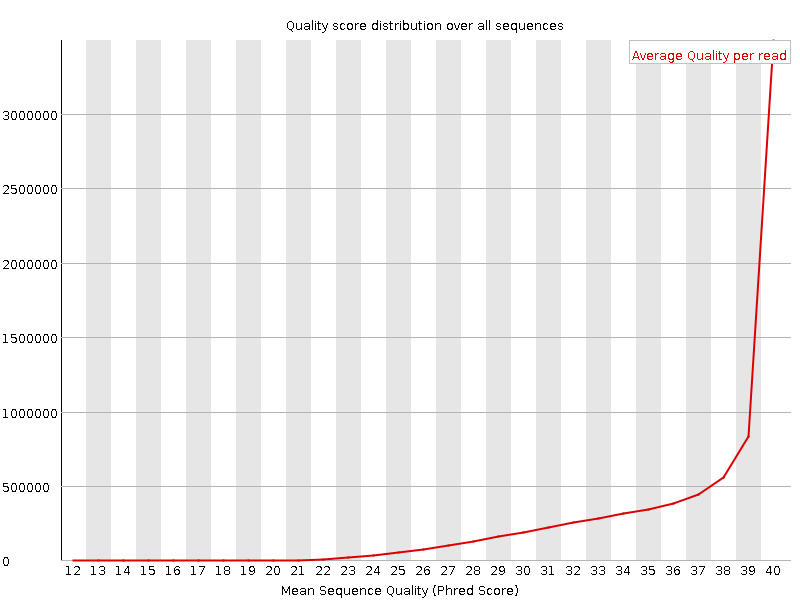 Quality score distribution over all sequences
Average Quality per read
3000000
2500000
2000000
1500000
1000000
500000
0
12 13 14 15 16 17 18 19 20 21 22 23 24 25 26 27 28 29 30 31 32 33 34 35 36 37 38 39 40
Mean Sequence Quality (Phred Score)